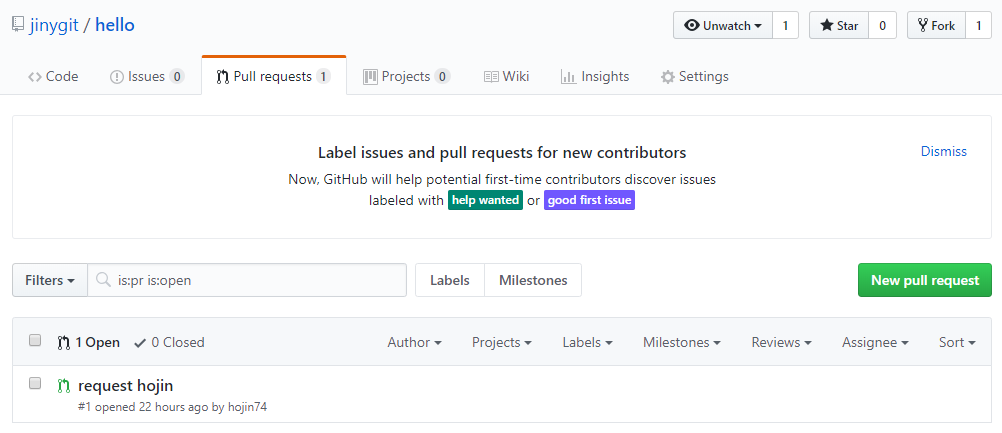 jinygit / hello Unwatch 1 Star 0 Fork 1
Code Issues 0 Pull requests 1 Projects 0 Wiki Insights Settings
Label issues and pull requests for new contributors Dismiss
Now, GitHub will help potential first-time contributors discover issues
labeled with help wanted or good first issue
Filters is:pr is:open Labels Milestones New pull request
1 Open 0 Closed Author Projects Labels Milestones Reviews Assignee Sort
request hojin
#1 opened 22 hours ago by hojin74